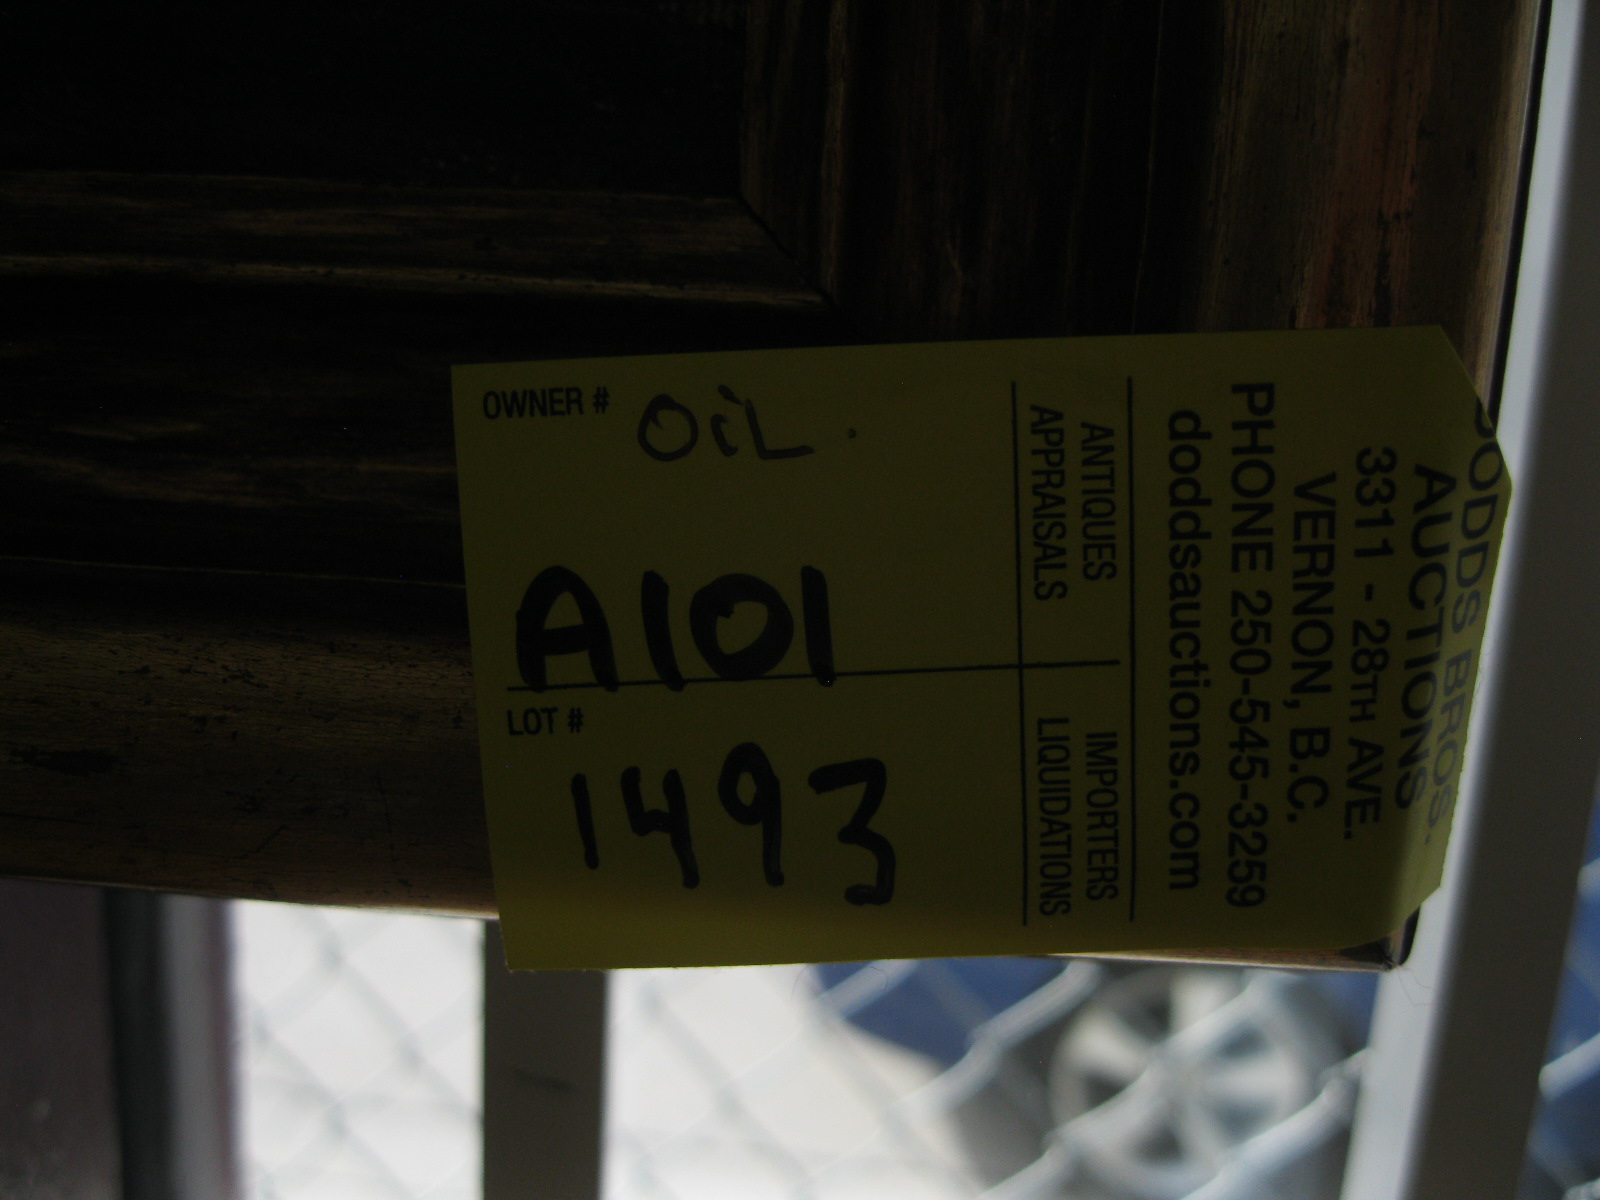 DODDS BROS.
AUCTIONS
3311 - 28TH AVE.
VERNON, B.C.
PHONE 250-545-3259
doddsauctions.com
ANTIQUES
APPRAISALS
IMPORTERS
LIQUIDATIONS
OWNER # OiL.
A101
LOT #
1493